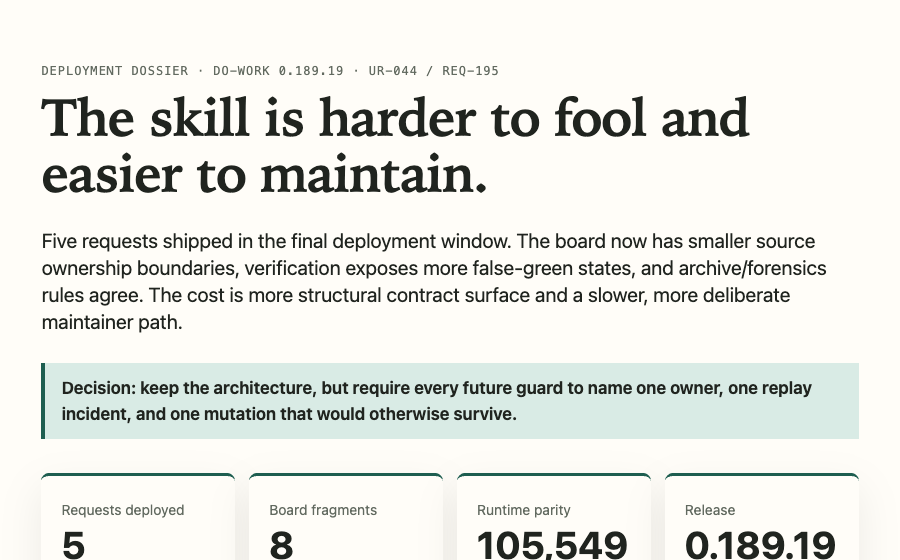 DEPLOYMENT DOSSIER · DO-WORK 0.189.19 · UR-044 / REQ-195
The skill is harder to fool and
easier to maintain.
Five requests shipped in the final deployment window. The board now has smaller source
ownership boundaries, verification exposes more false-green states, and archive/forensics
rules agree. The cost is more structural contract surface and a slower, more deliberate
maintainer path.
Decision: keep the architecture, but require every future guard to name one owner, one replay
incident, and one mutation that would otherwise survive.
Requests deployed
5
Board fragments
8
Runtime parity
105,549
Release
0.189.19